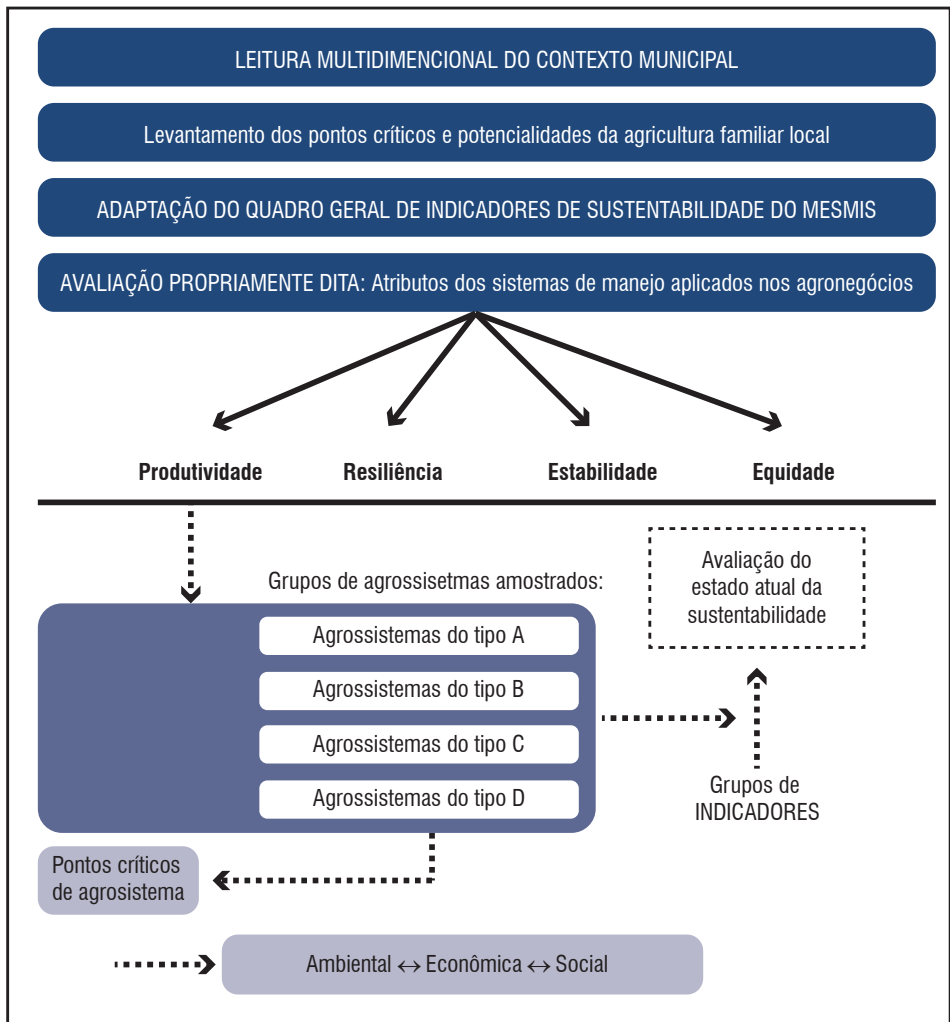 LEITURA MULTIDIMENCIONAL DO CONTEXTO MUNICIPAL
Levantamento dos pontos críticos e potencialidades da agricultura familiar local
ADAPTAÇÃO DO QUADRO GERAL DE INDICADORES DE SUSTENTABILIDADE DO MESMIS
AVALIAÇÃO PROPRIAMENTE DITA: Atributos dos sistemas de manejo aplicados nos agronegócios
Produtividade Resiliência Estabilidade Equidade
Grupos de agrossisetmas amostrados:
Agrossistemas do tipo A
Agrossistemas do tipo B
Agrossistemas do tipo C
Agrossistemas do tipo D
Avaliação do
estado atual da
sustentabilidade
Grupos de
INDICADORES
Pontos críticos
de agrosistema
Ambiental ↔ Econômica ↔ Social